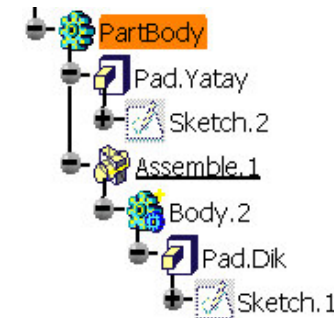 PartBody
Pad.Yatay
Sketch.2
Assemble.1
Body.2
Pad.Dik
Sketch.1